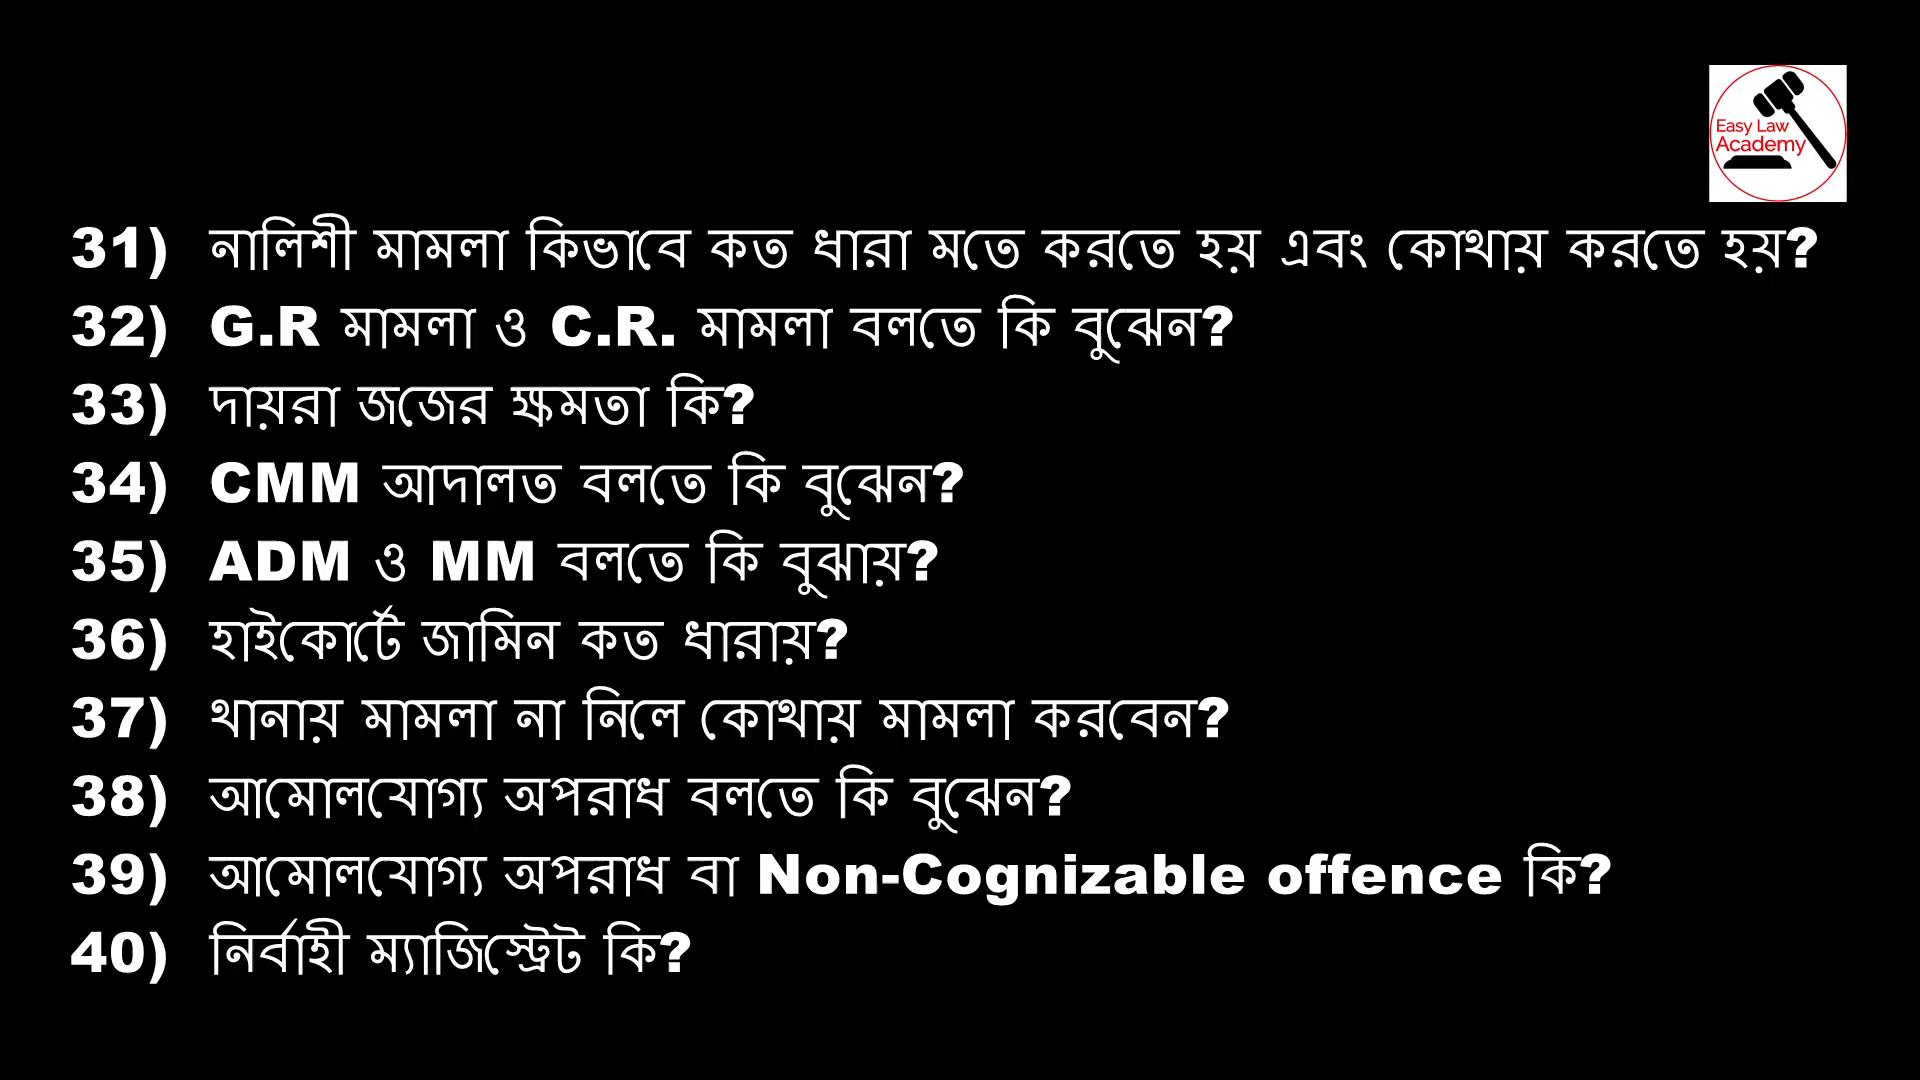 Easy Law
Academy
31) নালিশী মামলা কিভাবে কত ধারা মতে করতে হয় এবং কোথায় করতে হয়?
32) G.R মামলা ও C.R. মামলা বলতে কি বুঝেন?
33) দায়রা জজের ক্ষমতা কি?
34) CMM আদালত বলতে কি বুঝেন?
35) ADM ও MM বলতে কি বুঝায়?
36) হাইকোর্টে জামিন কত ধারায়?
37) থানায় মামলা না নিলে কোথায় মামলা করবেন?
38) আমোলযোগ্য অপরাধ বলতে কি বুঝেন?
39) আমোলযোগ্য অপরাধ বা Non-Cognizable offence কি?
40) নির্বাহী ম্যাজিস্ট্রেট কি?